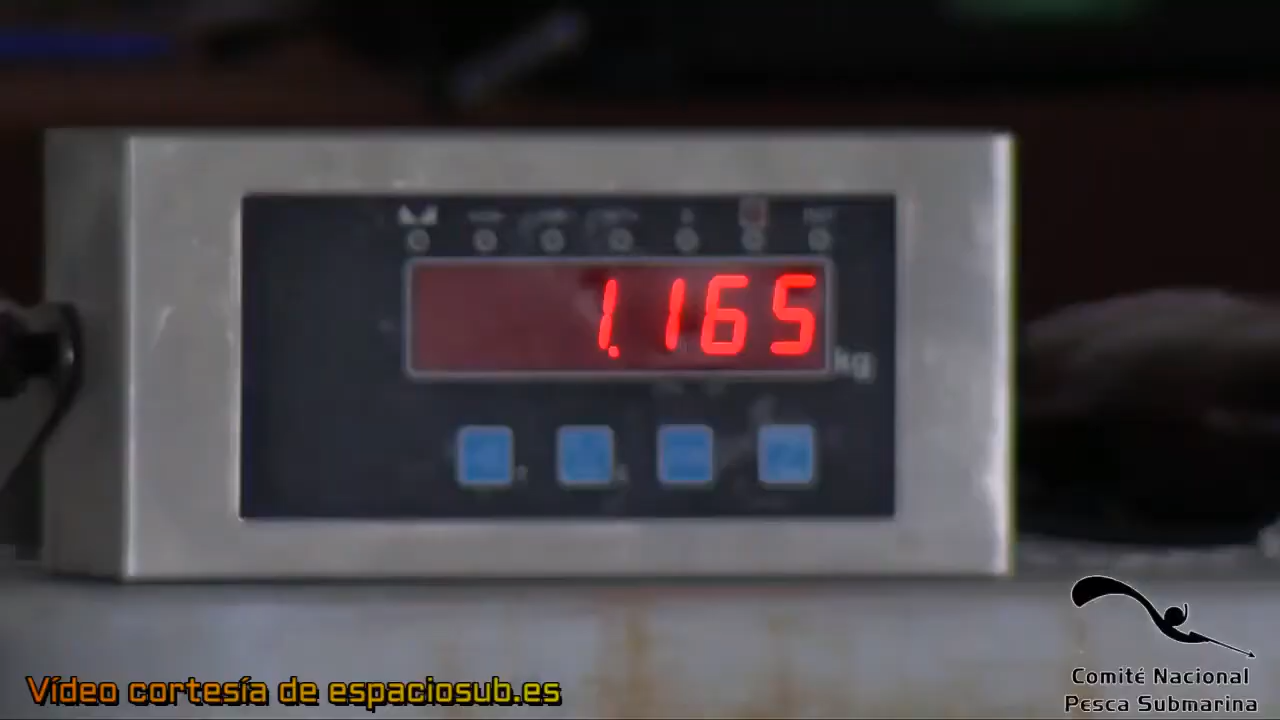 1.165
kg
Vídeo cortesía de espaciosub.es
Comité Nacional
Pesca Submarina